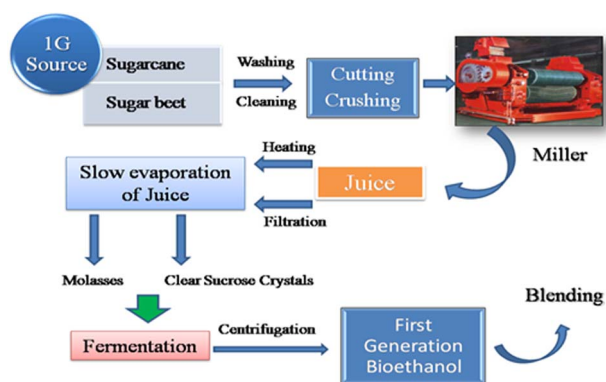 1G
Source
Sugarcane
Sugar beet
Washing
Cleaning
Cutting
Crushing
Miller
Heating
Juice
Filtration
Slow evaporation
of Juice
Molasses
Clear Sucrose Crystals
Fermentation
Centrifugation
First
Generation
Bioethanol
Blending